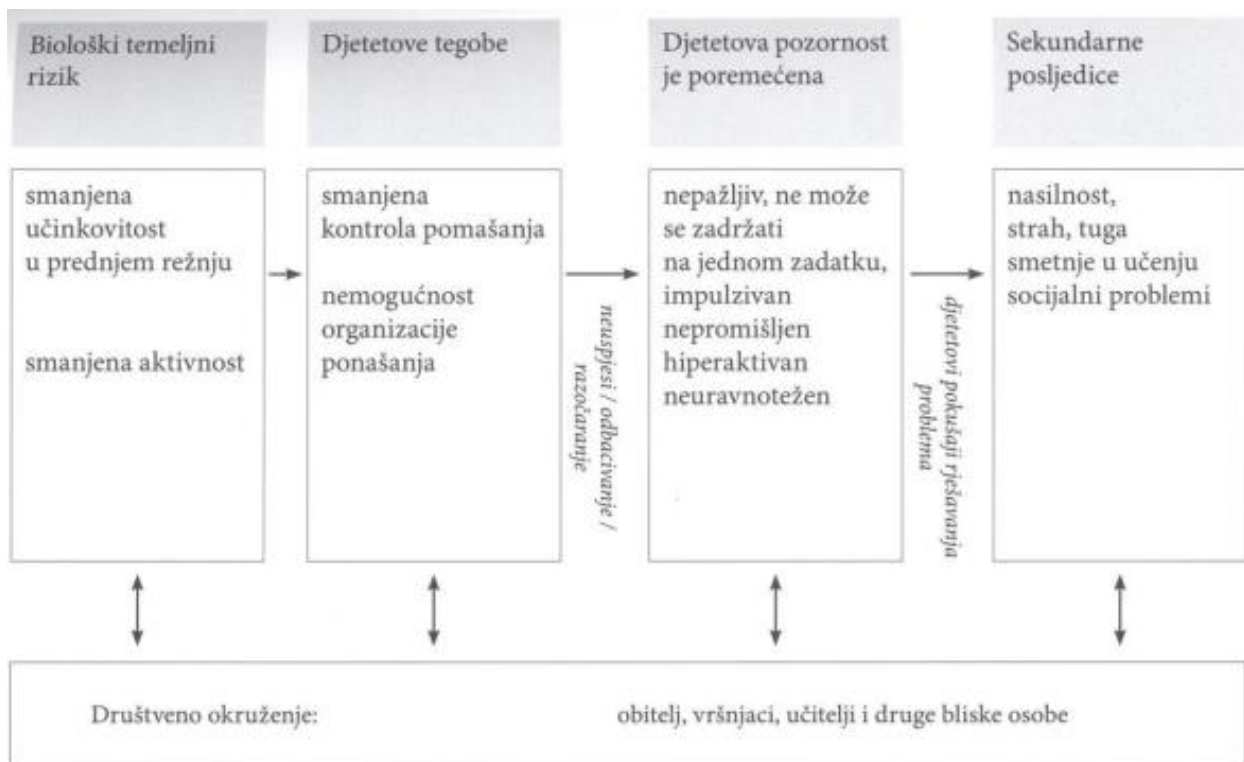 Biološki temeljni
rizik
Djetetove tegobe
Djetetova pozornost
je poremećena
Sekundarne
posljedice
smanjena
učinkovitost
u prednjem režnju
smanjena aktivnost
smanjena
kontrola pomašanja
nemogućnost
organizacije
ponašanja
neuspjesi / odbacivanje /
razočaranje
nepažljiv, ne može
se zadržati
na jednom zadatku,
impulzivan
nepromišljen
hiperaktivan
neuravnotežen
djetetovi pokušaji rješavanja
problema
nasilnost,
strah, tuga
smetnje u učenju
socijalni problemi
Društveno okruženje:
obitelj, vršnjaci, učitelji i druge bliske osobe